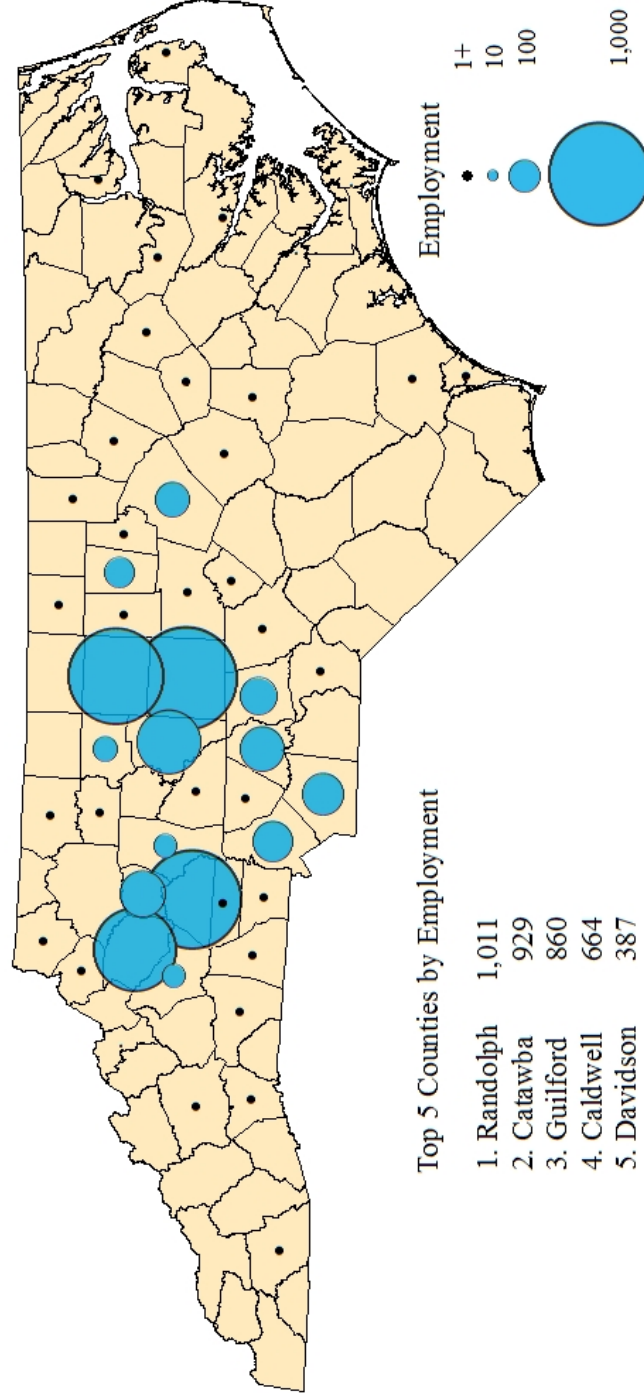 Top 5 Counties by Employment
1. Randolph 1,011
2. Catawba 929
3. Guilford 860
4. Caldwell 664
5. Davidson 387
Employment
1+
10
100
1,000